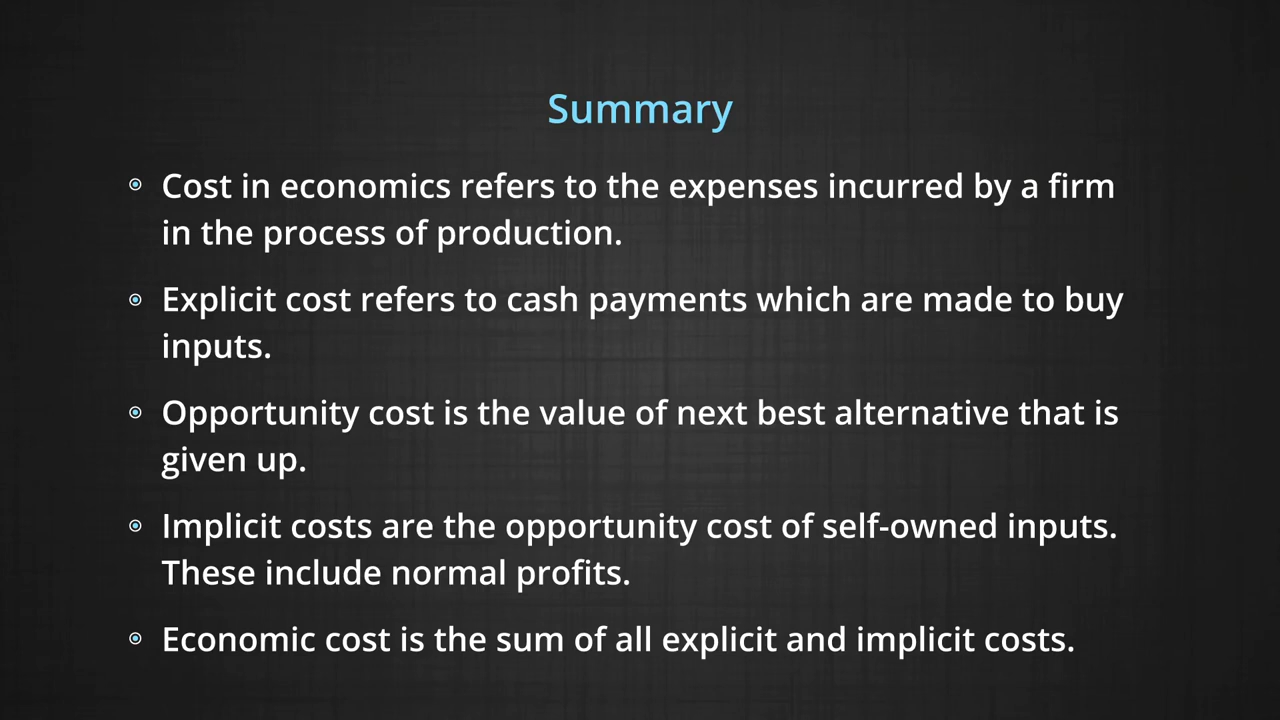 Summary
Cost in economics refers to the expenses incurred by a firm
in the process of production.
Explicit cost refers to cash payments which are made to buy
inputs.
Opportunity cost is the value of next best alternative that is
given up.
Implicit costs are the opportunity cost of self-owned inputs.
These include normal profits.
Economic cost is the sum of all explicit and implicit costs.